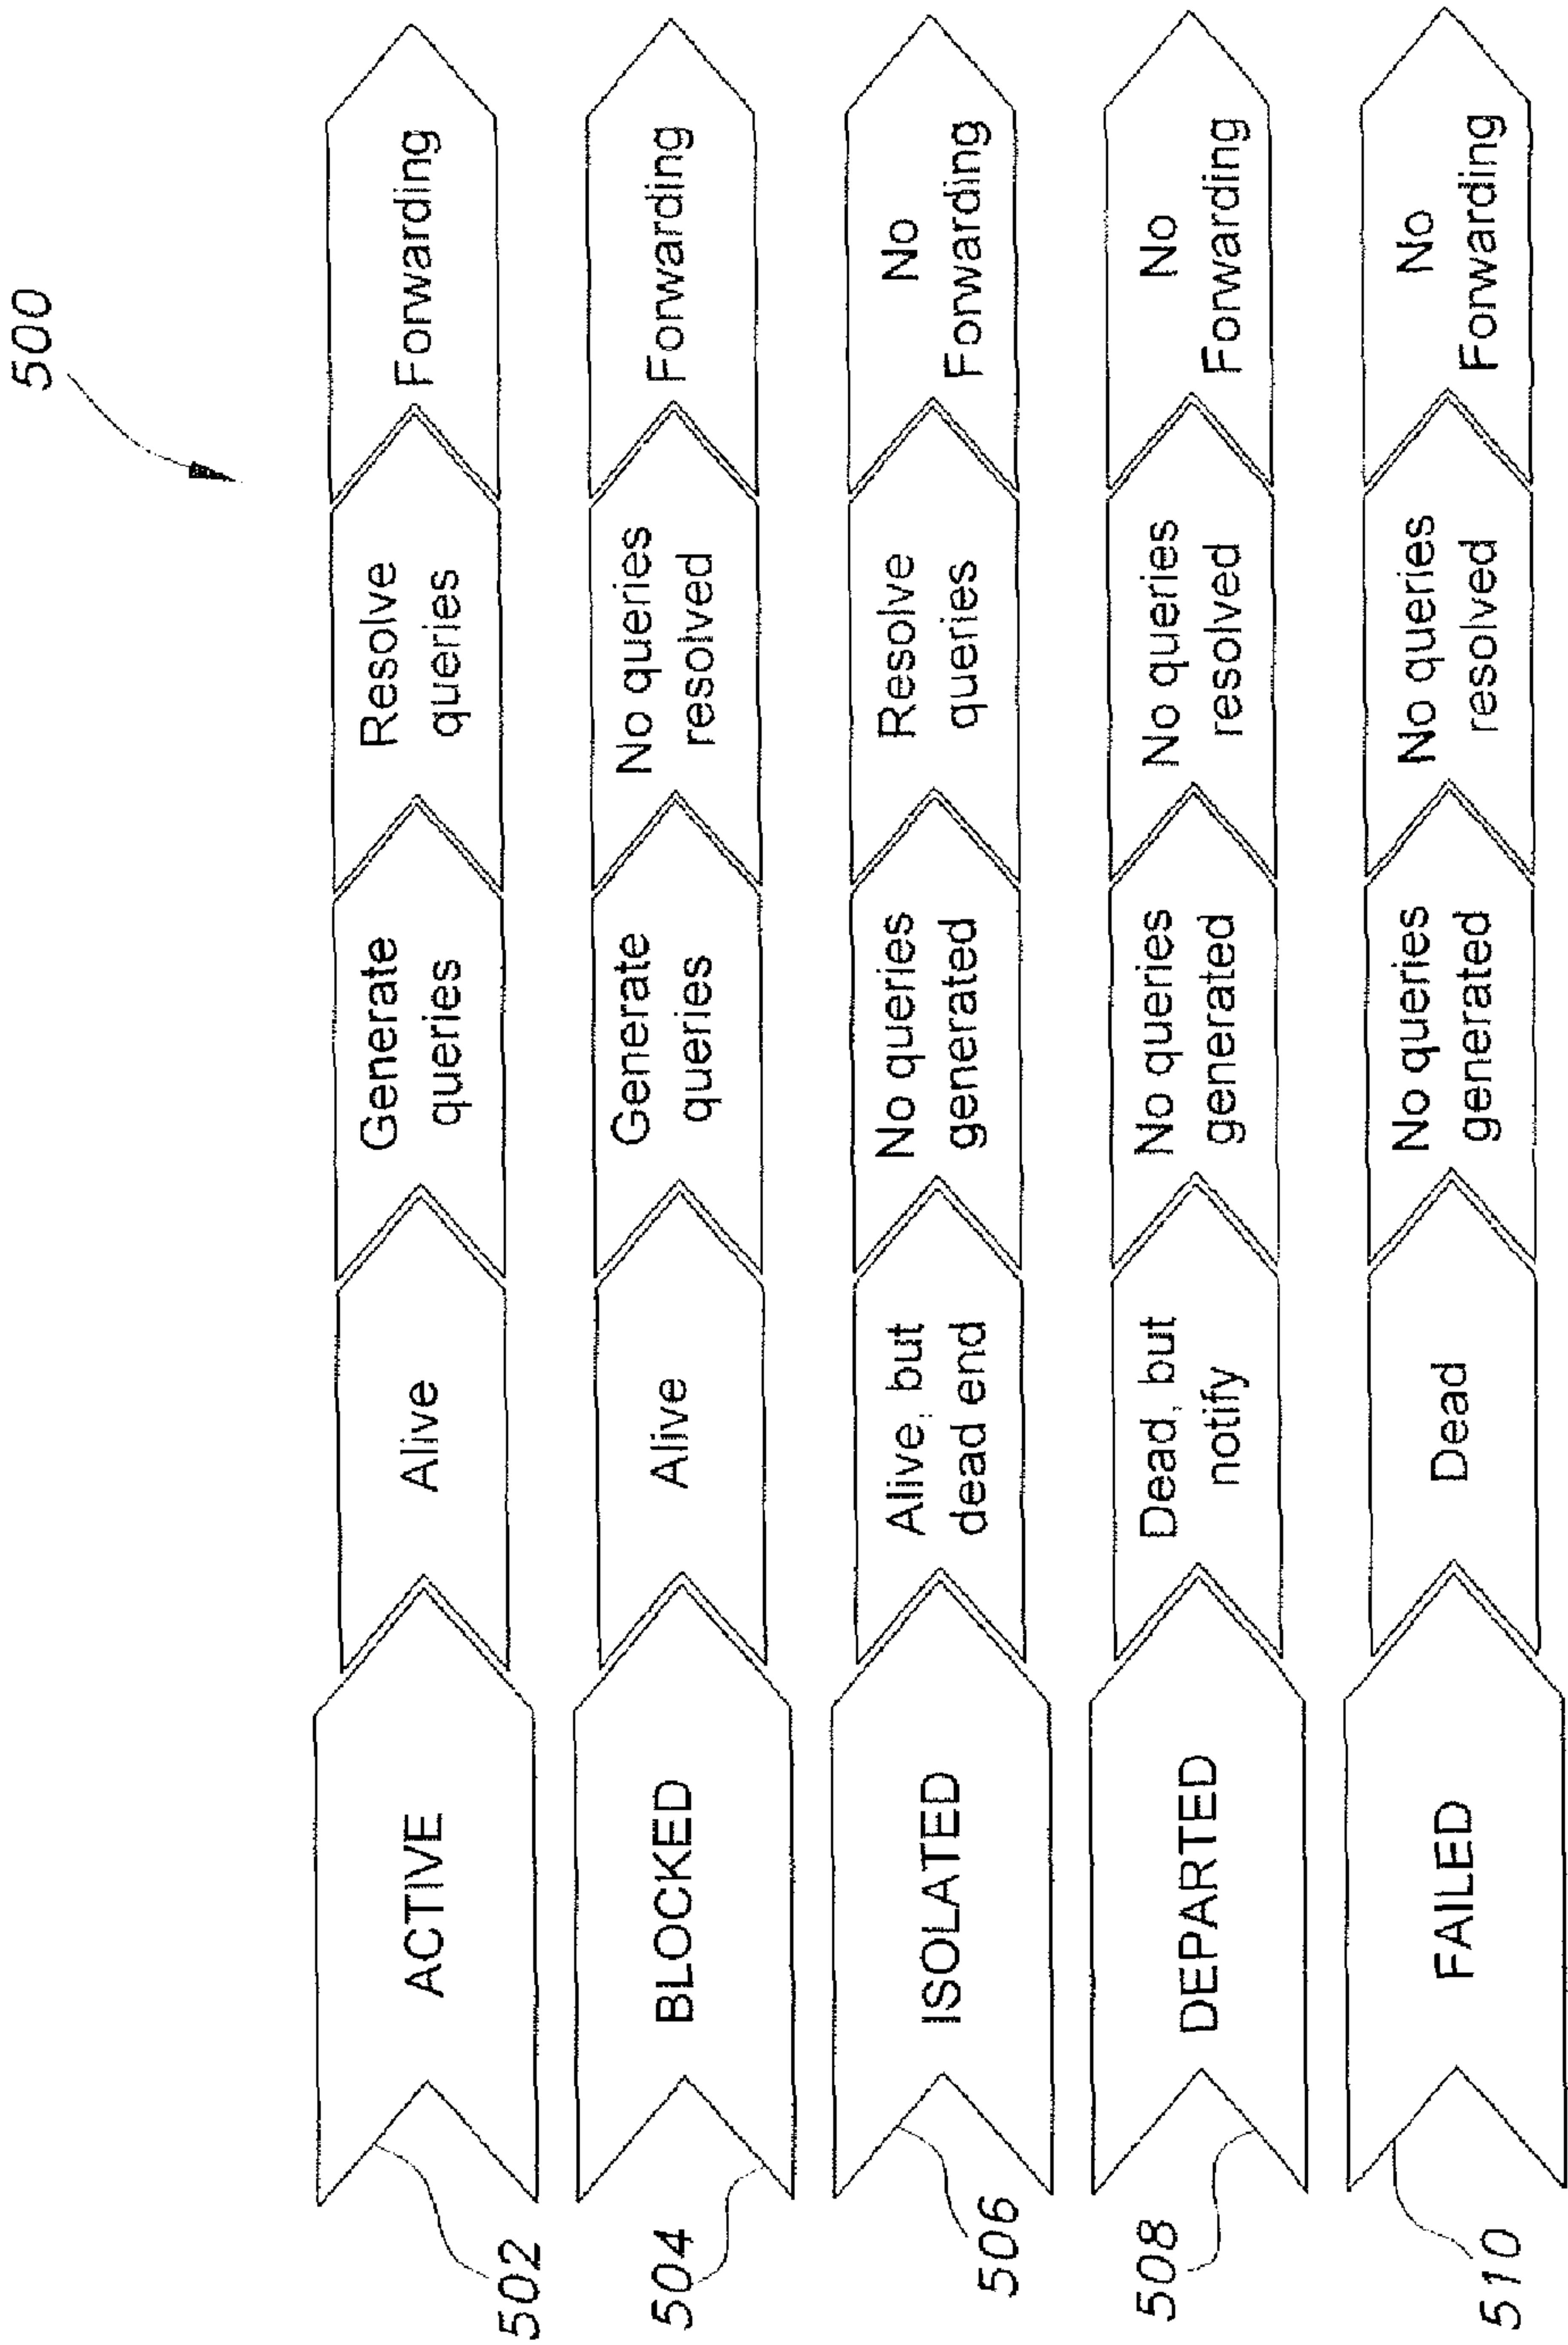 500
502
ACTIVE
Alive
Generate
queries
Resolve
queries
Forwarding
504
BLOCKED
Alive
Generate
queries
No queries
resolved
Forwarding
506
ISOLATED
Alive, but
dead end
No queries
generated
Resolve
queries
No
Forwarding
508
DEPARTED
Dead, but
notify
No queries
generated
No queries
resolved
No
Forwarding
510
FAILED
Dead
No queries
generated
No queries
resolved
No
Forwarding